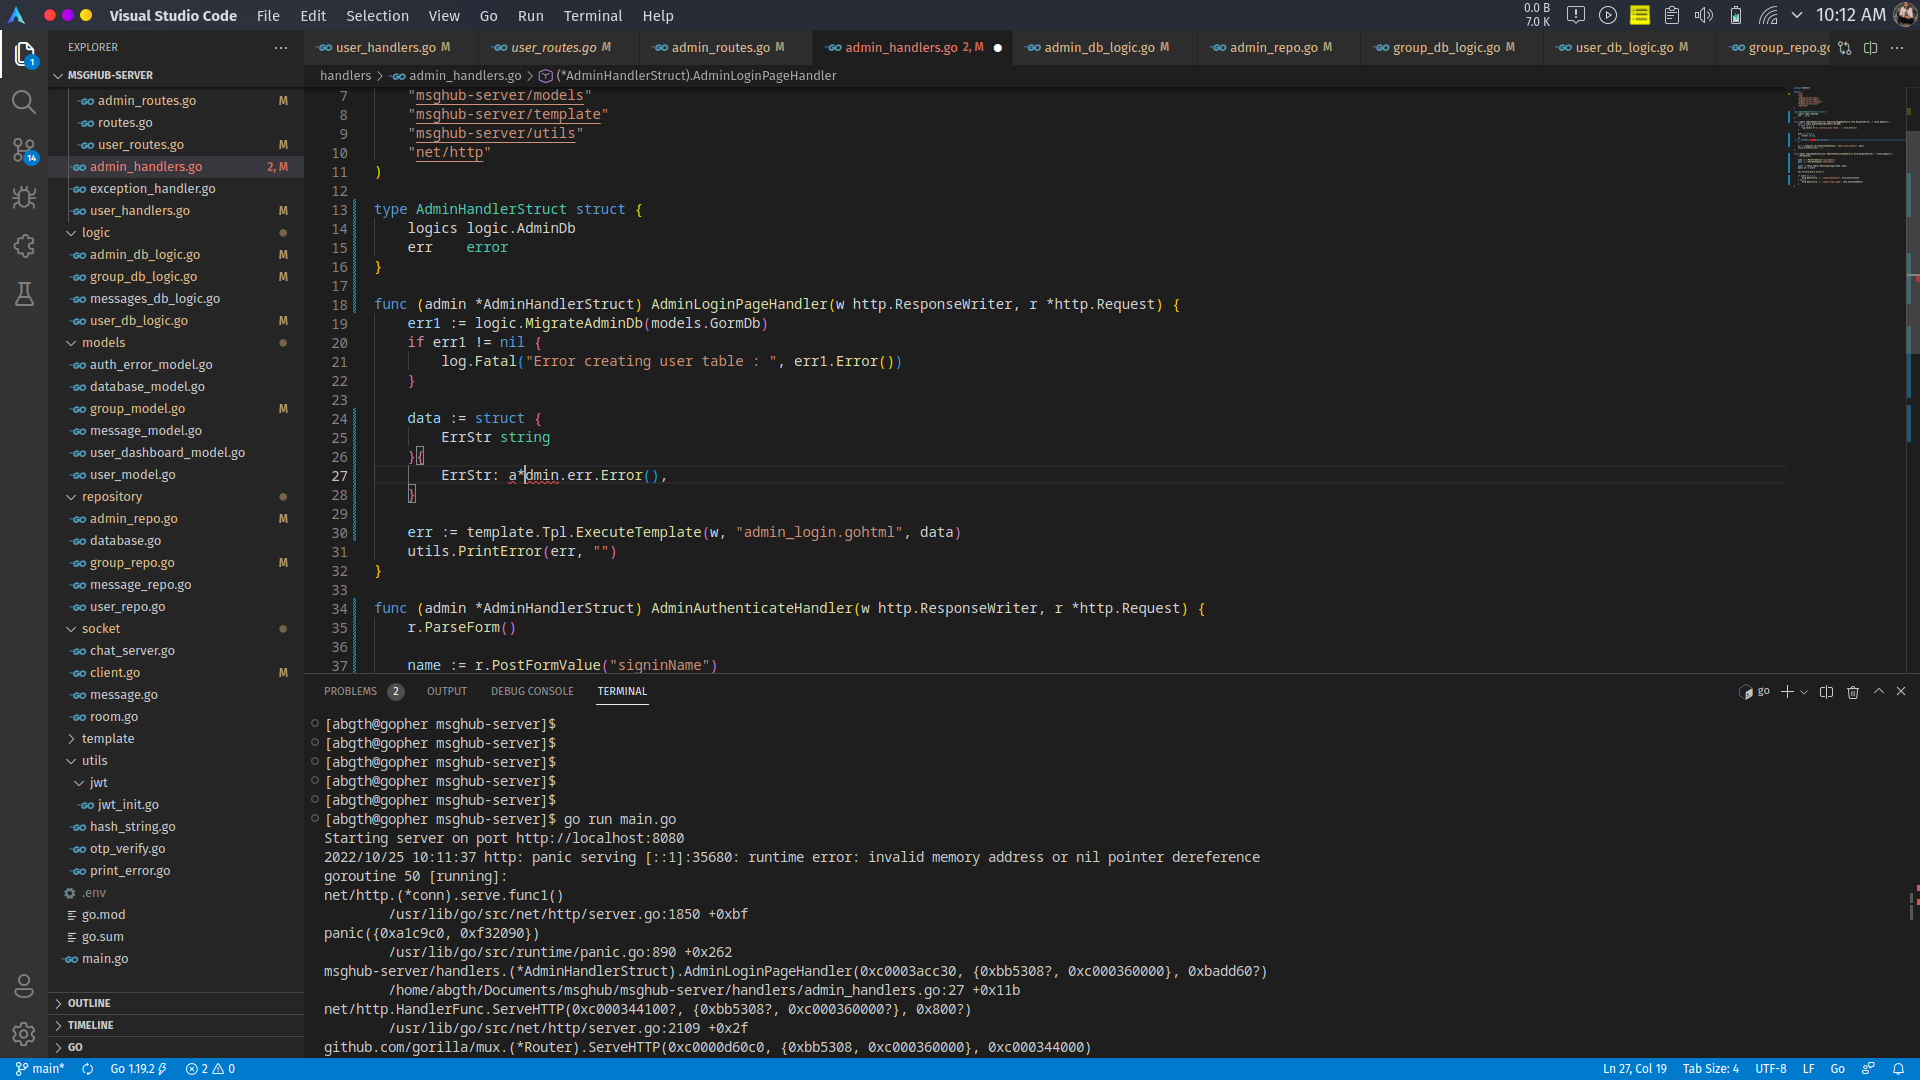 Visual Studio Code File Edit Selection View Go Run Terminal Help
0.0 B
7.0 K
10:12 AM
EXPLORER
MSGHUB-SERVER
admin_routes.go M
routes.go
user_routes.go M
admin_handlers.go 2, M
exception_handler.go
user_handlers.go M
logic
admin_db_logic.go M
group_db_logic.go M
messages_db_logic.go
user_db_logic.go M
models
auth_error_model.go
database_model.go
group_model.go M
message_model.go
user_dashboard_model.go
user_model.go
repository
admin_repo.go M
database.go
group_repo.go M
message_repo.go
user_repo.go
socket
chat_server.go
client.go M
message.go
room.go
template
utils
jwt
jwt_init.go
hash_string.go
otp_verify.go
print_error.go
.env
go.mod
go.sum
main.go
OUTLINE
TIMELINE
GO
1
14
user_handlers.go M user_routes.go M admin_routes.go M admin_handlers.go 2, M admin_db_logic.go M admin_repo.go M group_db_logic.go M user_db_logic.go M group_repo.go
handlers > admin_handlers.go > (*AdminHandlerStruct).AdminLoginPageHandler
7 "msghub-server/models"
8 "msghub-server/template"
9 "msghub-server/utils"
10 "net/http"
11 )
12
13 type AdminHandlerStruct struct {
14 logics logic.AdminDb
15 err error
16 }
17
18 func (admin *AdminHandlerStruct) AdminLoginPageHandler(w http.ResponseWriter, r *http.Request) {
19 err1 := logic.MigrateAdminDb(models.GormDb)
20 if err1 != nil {
21 log.Fatal("Error creating user table : ", err1.Error())
22 }
23
24 data := struct {
25 ErrStr string
26 }{
27 ErrStr: a*dmin.err.Error(),
28 }
29
30 err := template.Tpl.ExecuteTemplate(w, "admin_login.gohtml", data)
31 utils.PrintError(err, "")
32 }
33
34 func (admin *AdminHandlerStruct) AdminAuthenticateHandler(w http.ResponseWriter, r *http.Request) {
35 r.ParseForm()
36
37 name := r.PostFormValue("signinName")
PROBLEMS 2 OUTPUT DEBUG CONSOLE TERMINAL go
[abgth@gopher msghub-server]$
[abgth@gopher msghub-server]$
[abgth@gopher msghub-server]$
[abgth@gopher msghub-server]$
[abgth@gopher msghub-server]$
[abgth@gopher msghub-server]$ go run main.go
Starting server on port http://localhost:8080
2022/10/25 10:11:37 http: panic serving [::1]:35680: runtime error: invalid memory address or nil pointer dereference
goroutine 50 [running]:
net/http.(*conn).serve.func1()
/usr/lib/go/src/net/http/server.go:1850 +0xbf
panic({0xa1c9c0, 0xf32090})
/usr/lib/go/src/runtime/panic.go:890 +0x262
msghub-server/handlers.(*AdminHandlerStruct).AdminLoginPageHandler(0xc0003acc30, {0xbb5308?, 0xc000360000}, 0xbadd60?)
/home/abgth/Documents/msghub/msghub-server/handlers/admin_handlers.go:27 +0x11b
net/http.HandlerFunc.ServeHTTP(0xc000344100?, {0xbb5308?, 0xc000360000?}, 0x800?)
/usr/lib/go/src/net/http/server.go:2109 +0x2f
github.com/gorilla/mux.(*Router).ServeHTTP(0xc0000d60c0, {0xbb5308, 0xc000360000}, 0xc000344000)
main* Go 1.19.2 2 0 Ln 27, Col 19 Tab Size: 4 UTF-8 LF Go